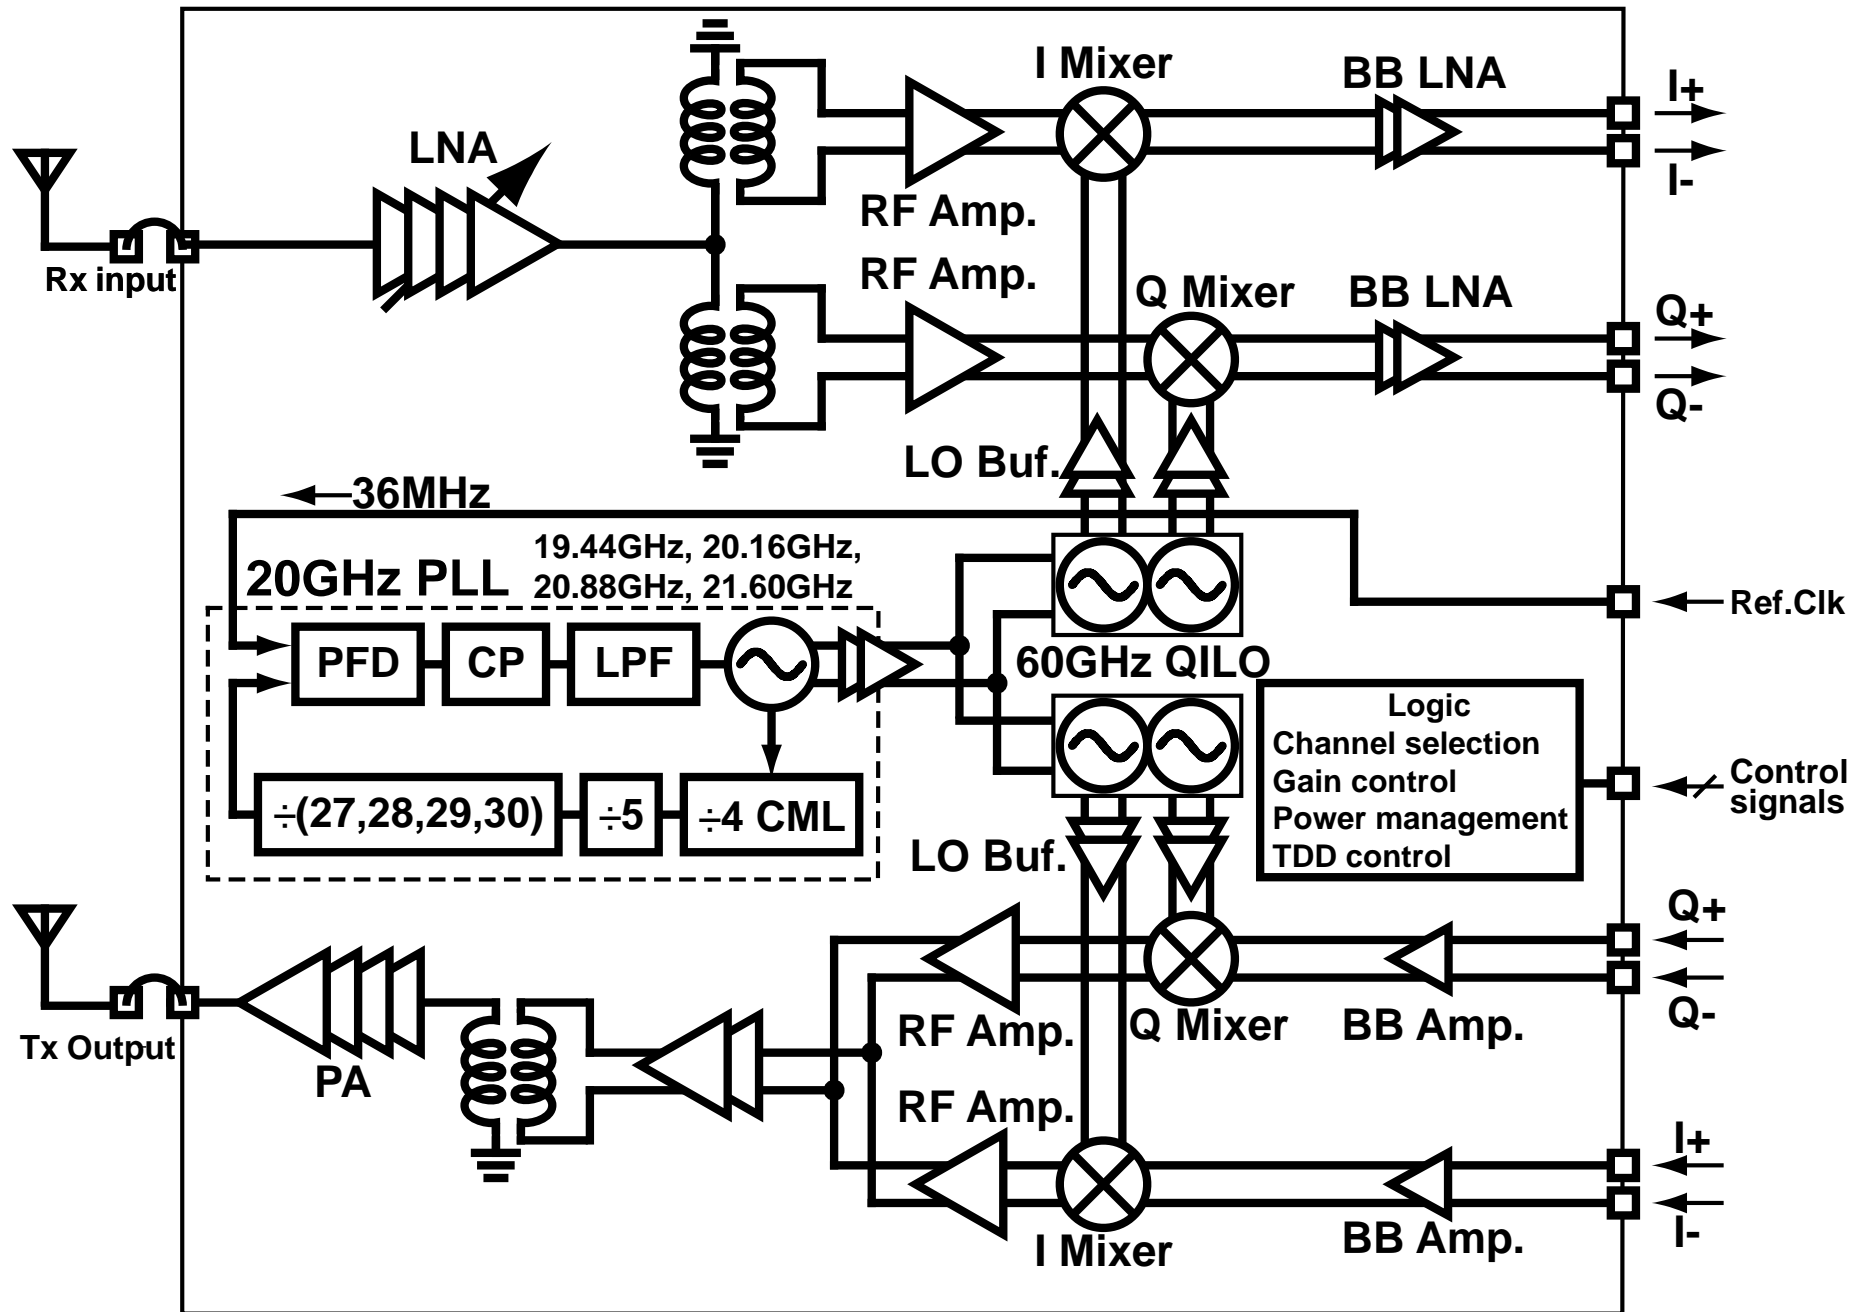 I Mixer
BB LNA
I+
LNA
I-
RF Amp.
Rx input
RF Amp.
Q Mixer
BB LNA
Q+
Q-
LO Buf.
36MHz
19.44GHz, 20.16GHz,
20.88GHz, 21.60GHz
20GHz PLL
Ref.Clk
PFD
CP
LPF
60GHz QILO
Logic
Channel selection
Gain control
Power management
TDD control
Control
signals
÷(27,28,29,30)
÷5
÷4 CML
LO Buf.
Q+
Q-
RF Amp.
Q Mixer
BB Amp.
Tx Output
PA
RF Amp.
I+
I-
I Mixer
BB Amp.